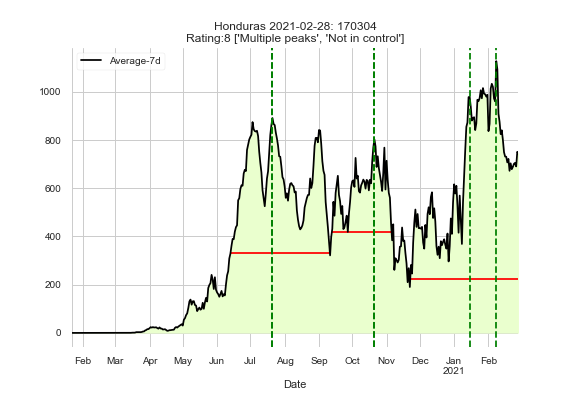 Honduras 2021-02-28: 170304
Rating:8 ['Multiple peaks', 'Not in control']
Average-7d
1000
800
600
400
200
0
Feb Mar Apr May Jun Jul Aug Sep Oct Nov Dec Jan Feb
2021
Date